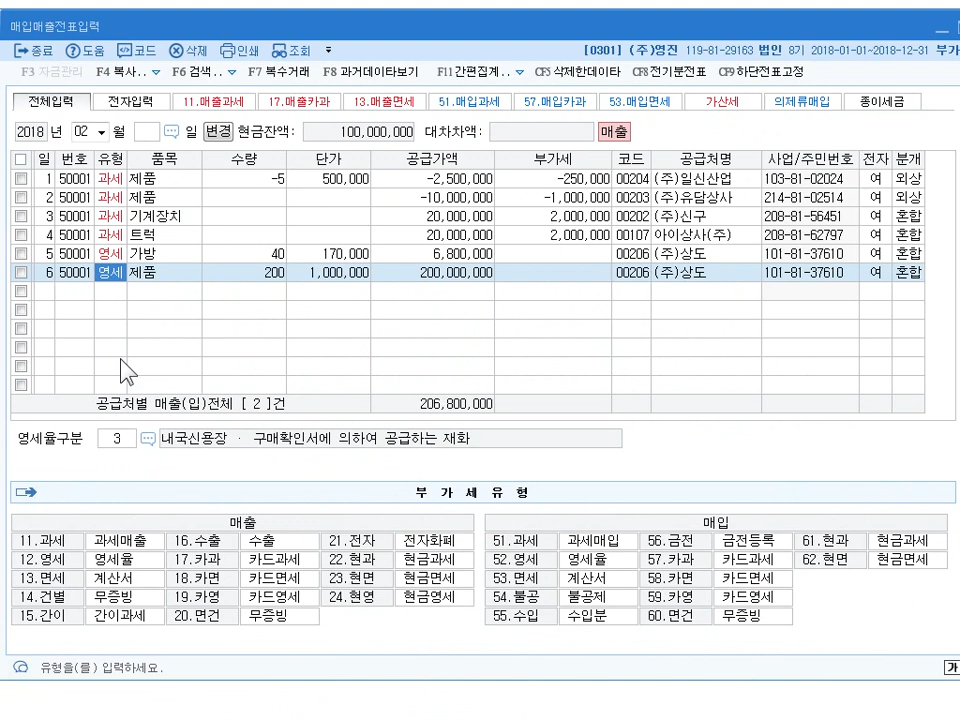 매입매출전표입력
종료 도움 코드 삭제 인쇄 조회 [0301] (주)영진 119-81-29163 법인 8기 2018-01-01~2018-12-31 부가
F3 자금관리 F4 복사.. F6 검색.. F7 복수거래 F8 과거데이타보기 F11간편집계.. CF5 삭제한데이타 CF8전기분전표 CF9하단전표고정
전체입력 전자입력 11.매출과세 17.매출카과 13.매출면세 51.매입과세 57.매입카과 53.매입면세 가산세 의제류매입 종이세금
2018 년 02 월 일 변경 현금잔액: 100,000,000 대차차액: 매출
일 번호 유형 품목 수량 단가 공급가액 부가세 코드 공급처명 사업/주민번호 전자 분개
1 50001 과세 제품 -5 500,000 -2,500,000 -250,000 00204 (주)일신산업 103-81-02024 여 외상
2 50001 과세 제품 -10,000,000 -1,000,000 00203 (주)유담상사 214-81-02514 여 외상
3 50001 과세 기계장치 20,000,000 2,000,000 00202 (주)신구 208-81-56451 여 혼합
4 50001 과세 트럭 20,000,000 2,000,000 00107 아이상사(주) 208-81-62797 여 혼합
5 50001 영세 가방 40 170,000 6,800,000 00206 (주)상도 101-81-37610 여 혼합
6 50001 영세 제품 200 1,000,000 200,000,000 00206 (주)상도 101-81-37610 여 혼합
공급처별 매출(입)전체 [ 2 ]건 206,800,000
영세율구분 3 내국신용장 · 구매확인서에 의하여 공급하는 재화
부 가 세 유 형
매출 매입
11.과세 과세매출 16.수출 수출 21.전자 전자화폐 51.과세 과세매입 56.금전 금전등록 61.현과 현금과세
12.영세 영세율 17.카과 카드과세 22.현과 현금과세 52.영세 영세율 57.카과 카드과세 62.현면 현금면세
13.면세 계산서 18.카면 카드면세 23.현면 현금면세 53.면세 계산서 58.카면 카드면세
14.건별 무증빙 19.카영 카드영세 24.현영 현금영세 54.불공 불공제 59.카영 카드영세
15.간이 간이과세 20.면건 무증빙 55.수입 수입분 60.면건 무증빙
유형을(를) 입력하세요. 가